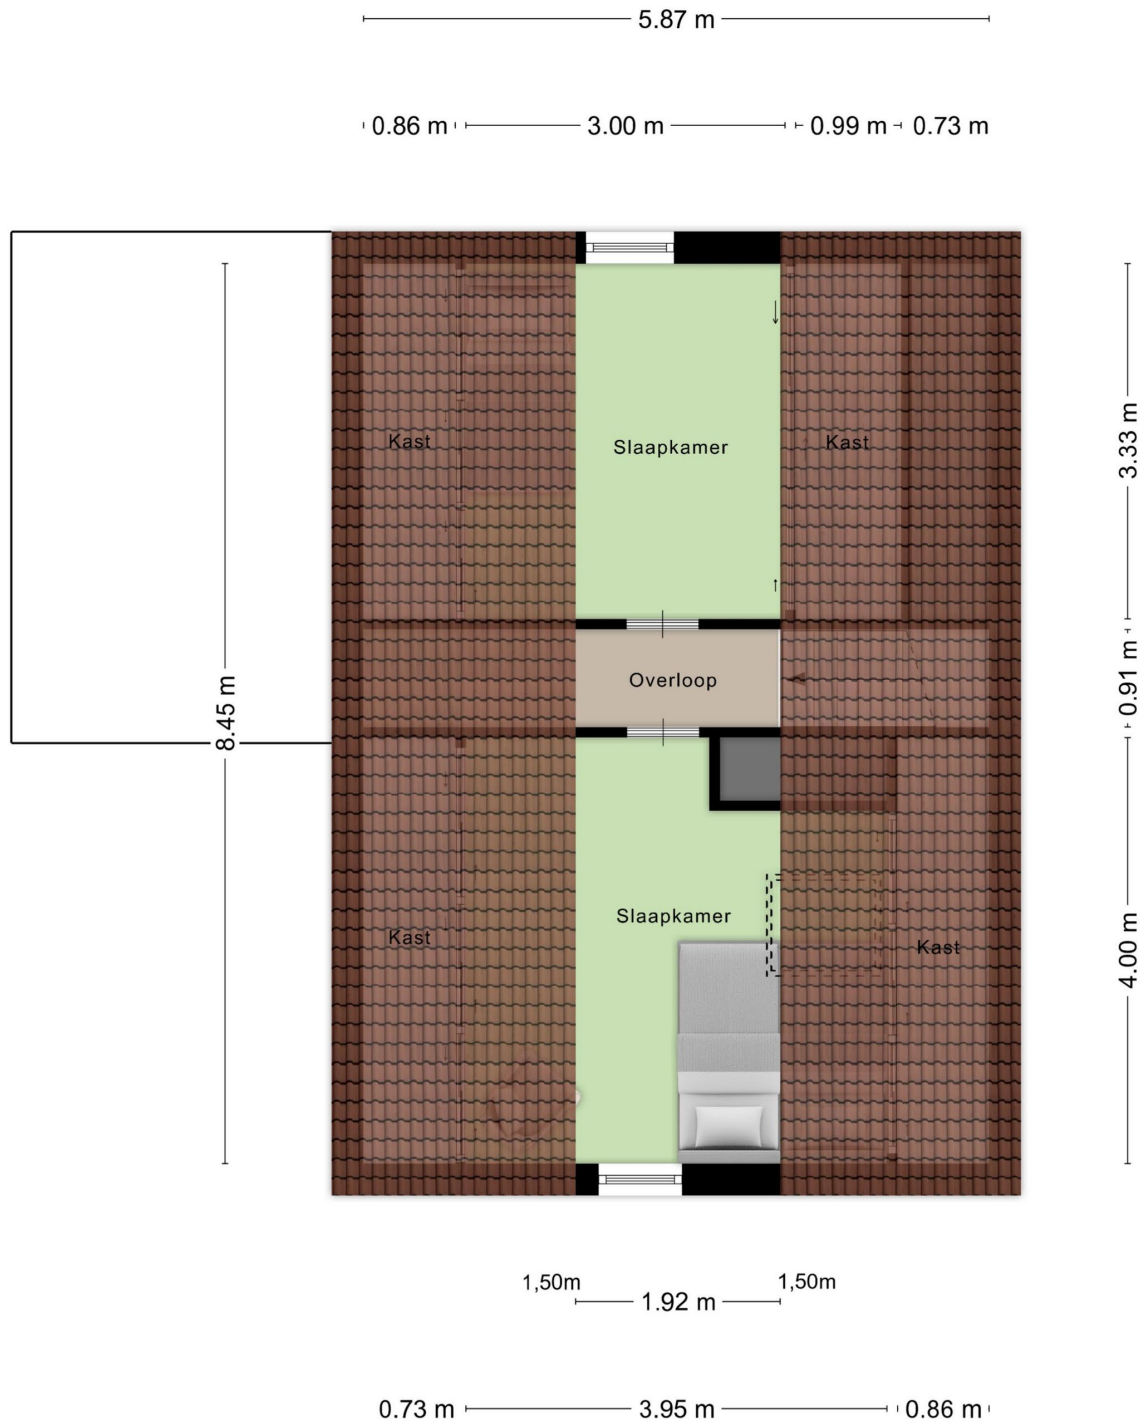 5.87 m
0.86 m 3.00 m 0.99 m 0.73 m
Kast Slaapkamer Kast
3.33 m
Overloop
0.91 m
8.45 m
Slaapkamer
Kast Kast
4.00 m
1,50m 1,50m
1.92 m
0.73 m 3.95 m 0.86 m